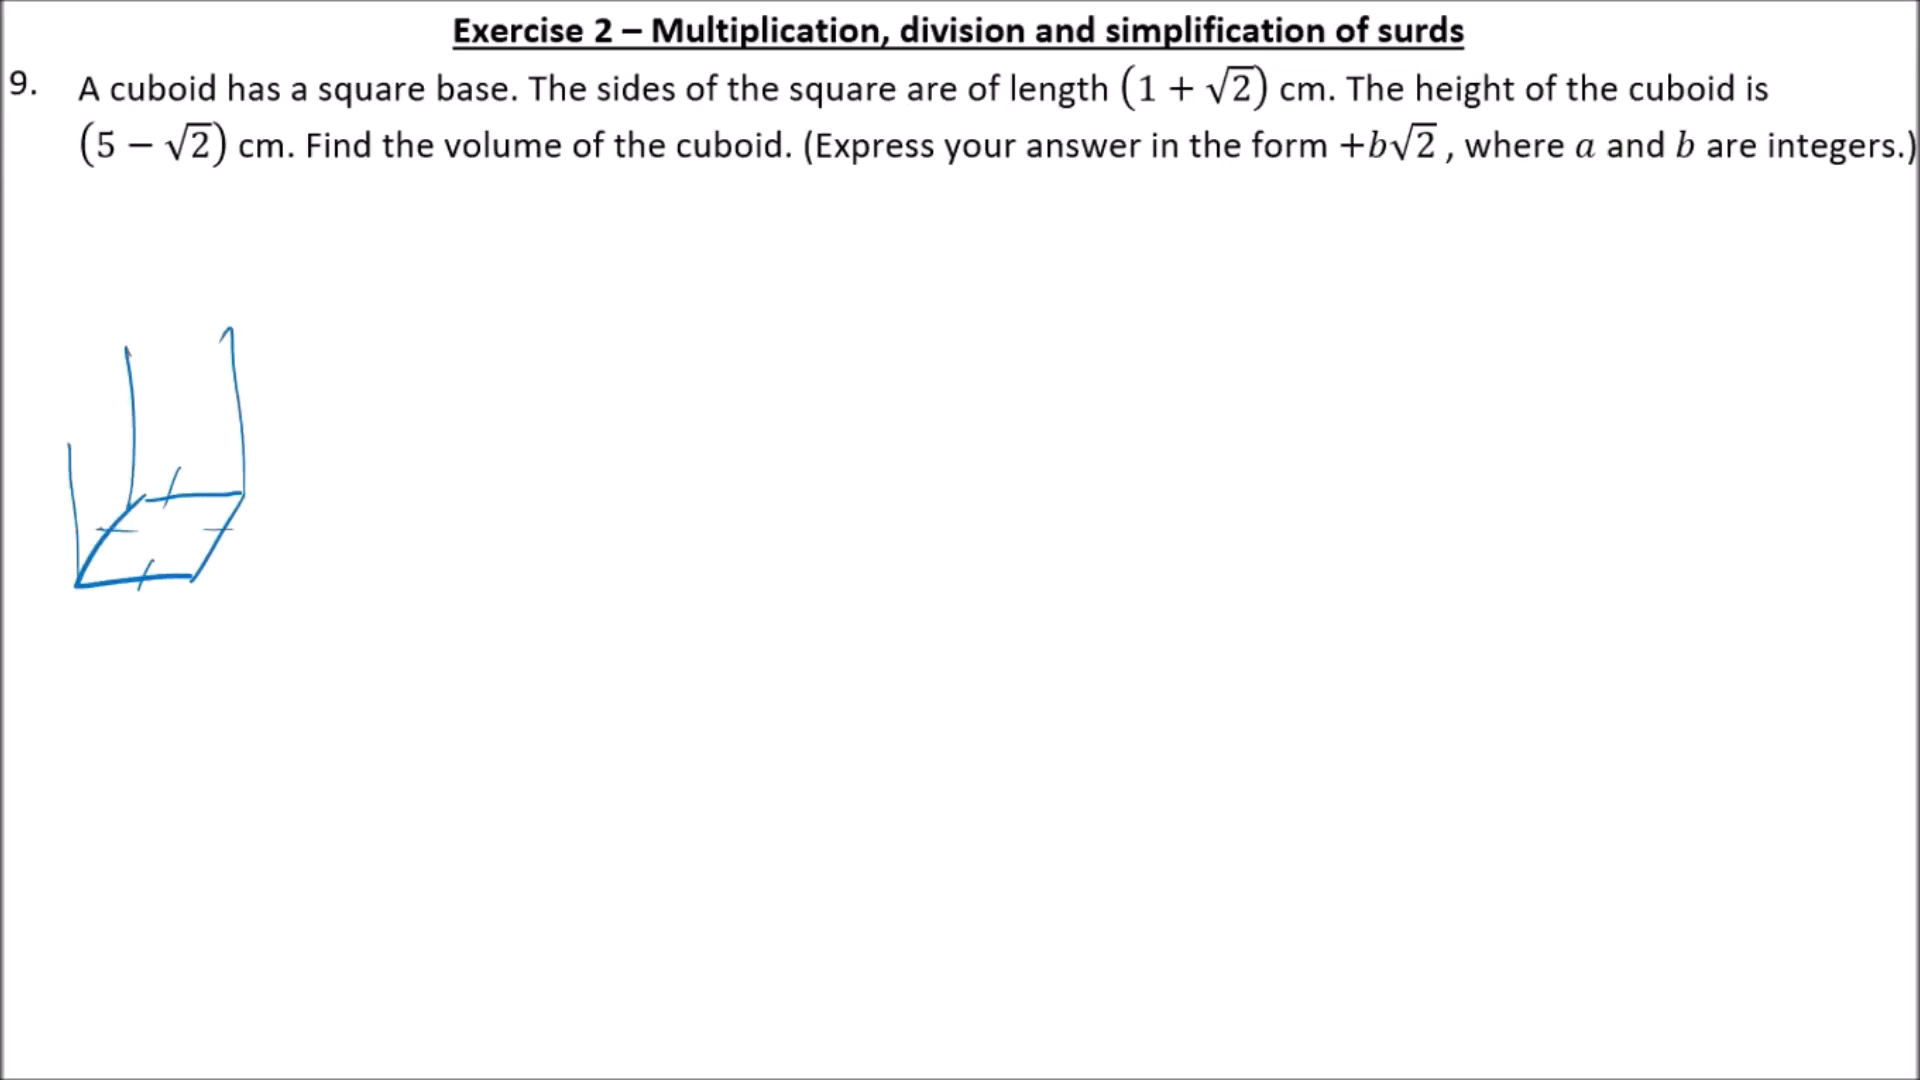 Exercise 2 – Multiplication, division and simplification of surds
9. A cuboid has a square base. The sides of the square are of length (1 + √2) cm. The height of the cuboid is
(5 − √2) cm. Find the volume of the cuboid. (Express your answer in the form +b√2 , where a and b are integers.)